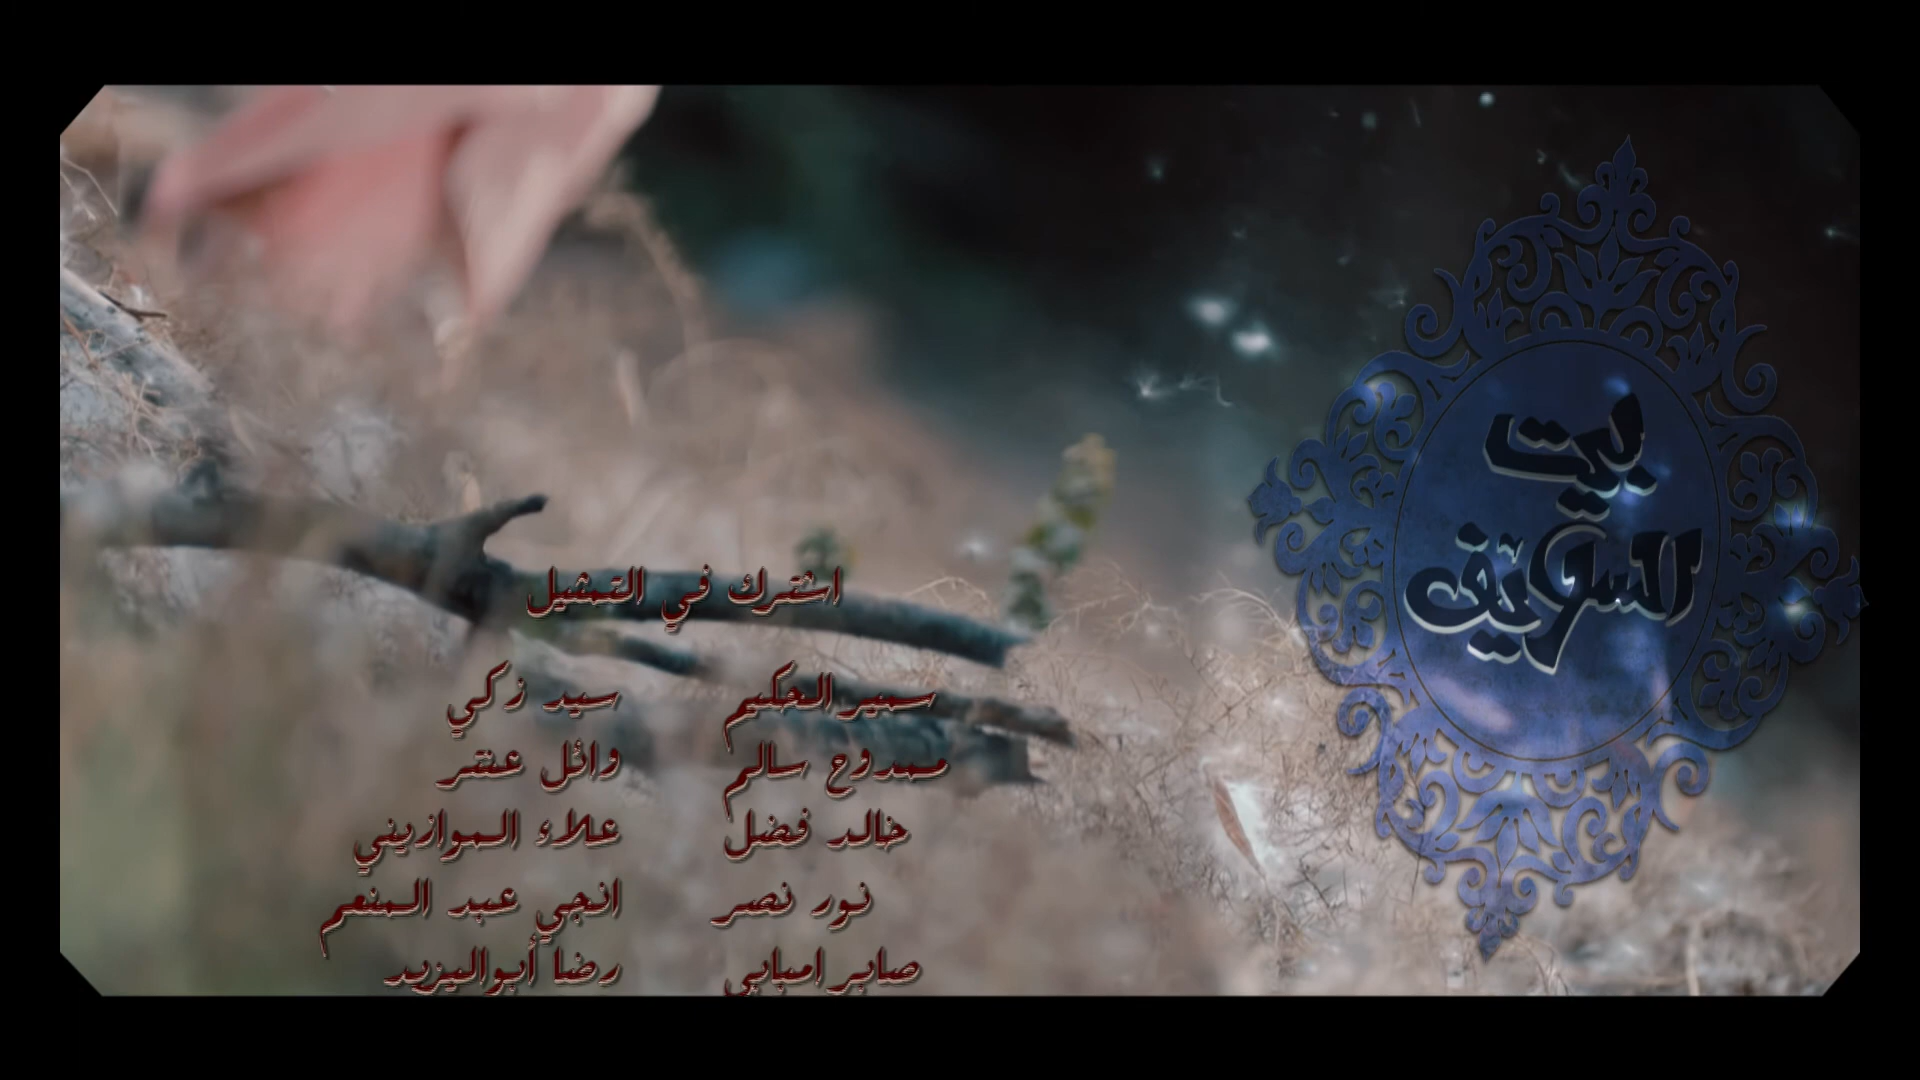 بيت
السويفي
اشترك في التمثيل
سمير الحكيم سيد زكي
ممدوح سالم وائل عنتر
خالد فضل علاء الموازيني
نور نصر انجي عبد المنعم
صابر امبابي رضا أبواليزيد